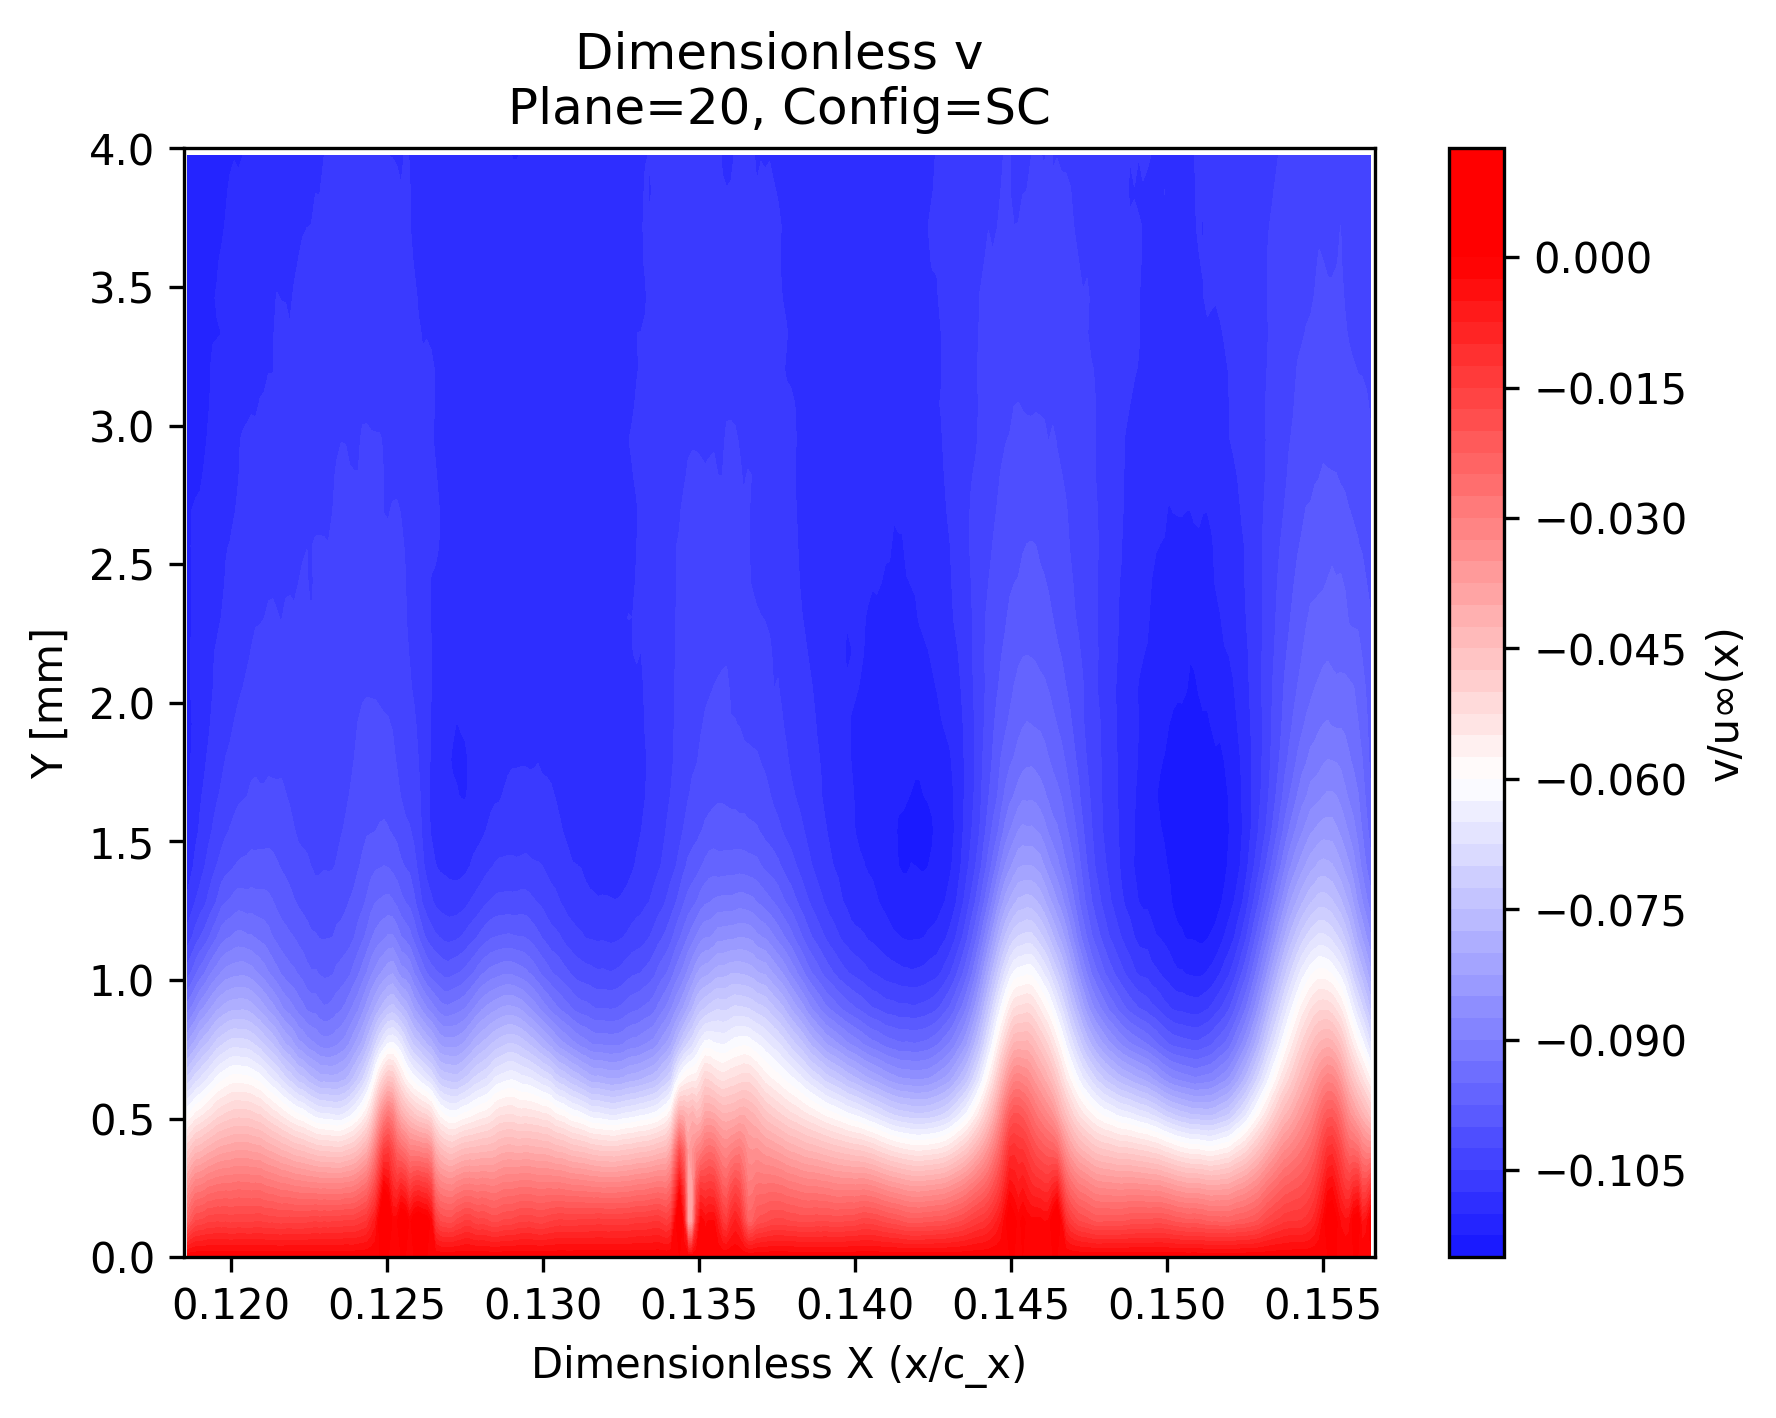 Dimensionless v
Plane=20, Config=SC
4.0
3.5
3.0
2.5
2.0
1.5
1.0
0.5
0.0
Y [mm]
0.120 0.125 0.130 0.135 0.140 0.145 0.150 0.155
Dimensionless X (x/c_x)
0.000
−0.015
−0.030
−0.045
−0.060
−0.075
−0.090
−0.105
v/u∞(x)